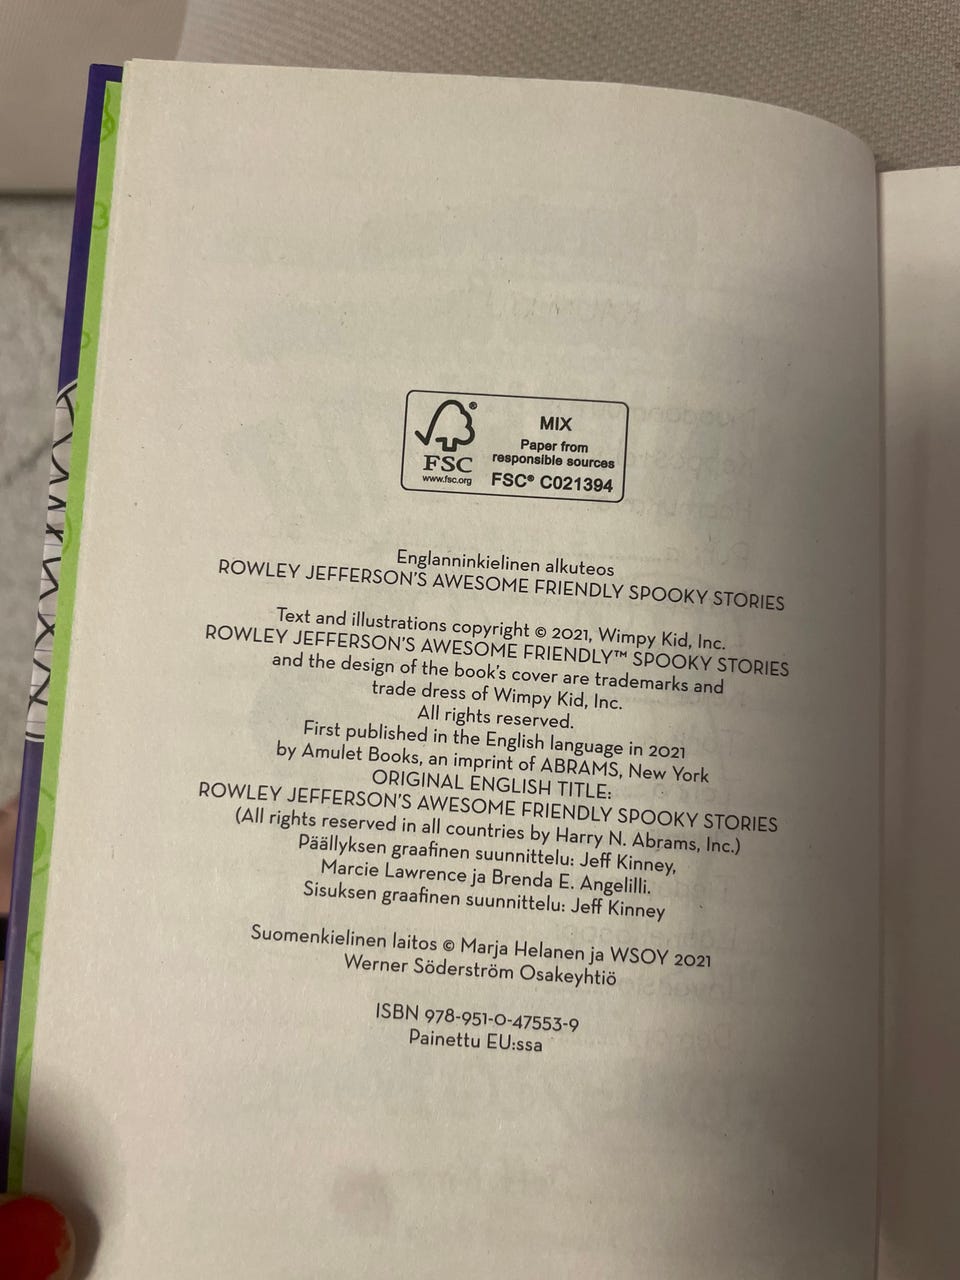 MIX
Paper from
responsible sources
FSC® C021394
FSC®
www.fsc.org
Englanninkielinen alkuteos
ROWLEY JEFFERSON'S AWESOME FRIENDLY SPOOKY STORIES
Text and illustrations copyright © 2021, Wimpy Kid, Inc.
ROWLEY JEFFERSON'S AWESOME FRIENDLY™ SPOOKY STORIES
and the design of the book's cover are trademarks and
trade dress of Wimpy Kid, Inc.
All rights reserved.
First published in the English language in 2021
by Amulet Books, an imprint of ABRAMS, New York
ORIGINAL ENGLISH TITLE:
ROWLEY JEFFERSON'S AWESOME FRIENDLY SPOOKY STORIES
(All rights reserved in all countries by Harry N. Abrams, Inc.)
Päällyksen graafinen suunnittelu: Jeff Kinney,
Marcie Lawrence ja Brenda E. Angelilli.
Sisuksen graafinen suunnittelu: Jeff Kinney
Suomenkielinen laitos © Marja Helanen ja WSOY 2021
Werner Söderström Osakeyhtiö
ISBN 978-951-0-47553-9
Painettu EU:ssa